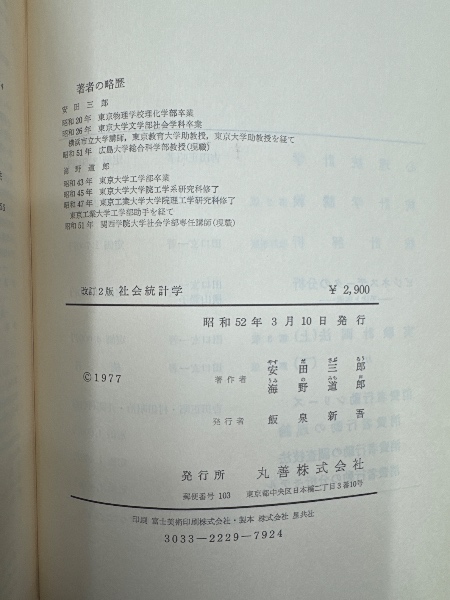 著者の略歴
安田三郎
昭和20年 東京物理学校理化学部卒業
昭和26年 東京大学文学部社会学科卒業
横浜市立大学講師，東京教育大学助教授，東京大学助教授を経て
昭和51年 広島大学総合科学部教授(現職)
海野道郎
昭和43年 東京大学工学部卒業
昭和45年 東京大学大学院工学系研究科修了
昭和47年 東京工業大学大学院理工学研究科修了
東京工業大学工学部助手を経て
昭和51年 関西学院大学社会学部専任講師(現職)
改訂2版 社会統計学 ¥ 2,900
昭和52年 3月10日 発行
©1977
著作者 安田三郎
海野道郎
発行者 飯泉新吾
発行所 丸善株式会社
郵便番号 103 東京都中央区日本橋二丁目3番10号
印刷 富士美術印刷株式会社・製本 株式会社 星共社
3033—2229—7924